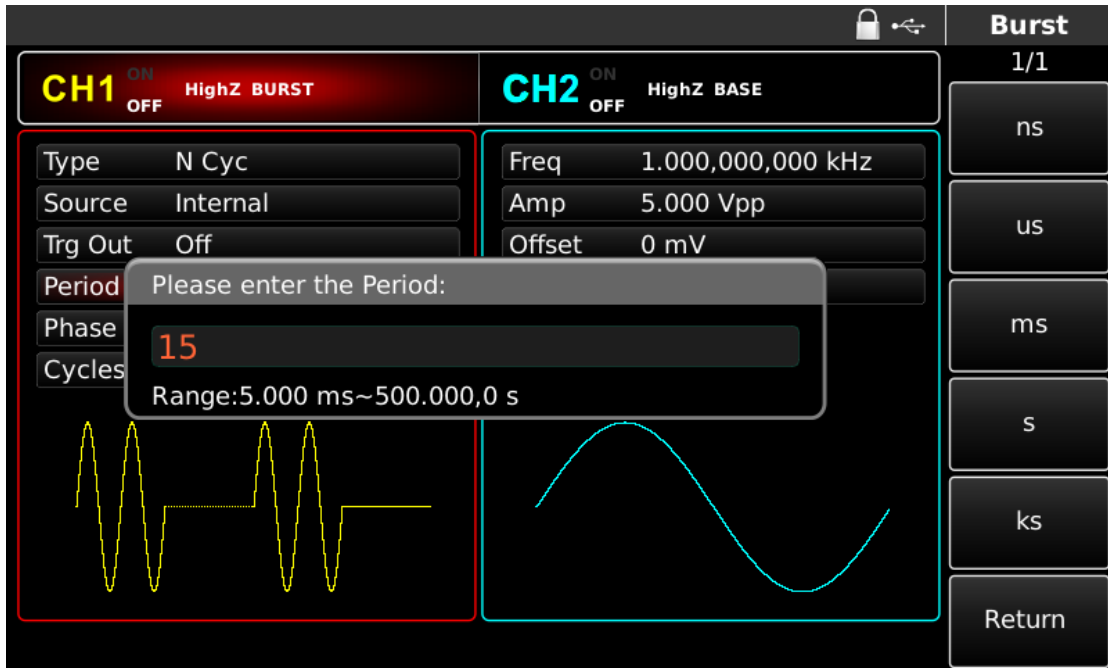 Burst
1/1
CH1 ON OFF HighZ BURST
CH2 ON OFF HighZ BASE
Type N Cyc
Source Internal
Trg Out Off
Period
Phase
Cycles
Freq 1.000,000,000 kHz
Amp 5.000 Vpp
Offset 0 mV
Please enter the Period:
15
Range:5.000 ms~500.000,0 s
ns
us
ms
s
ks
Return